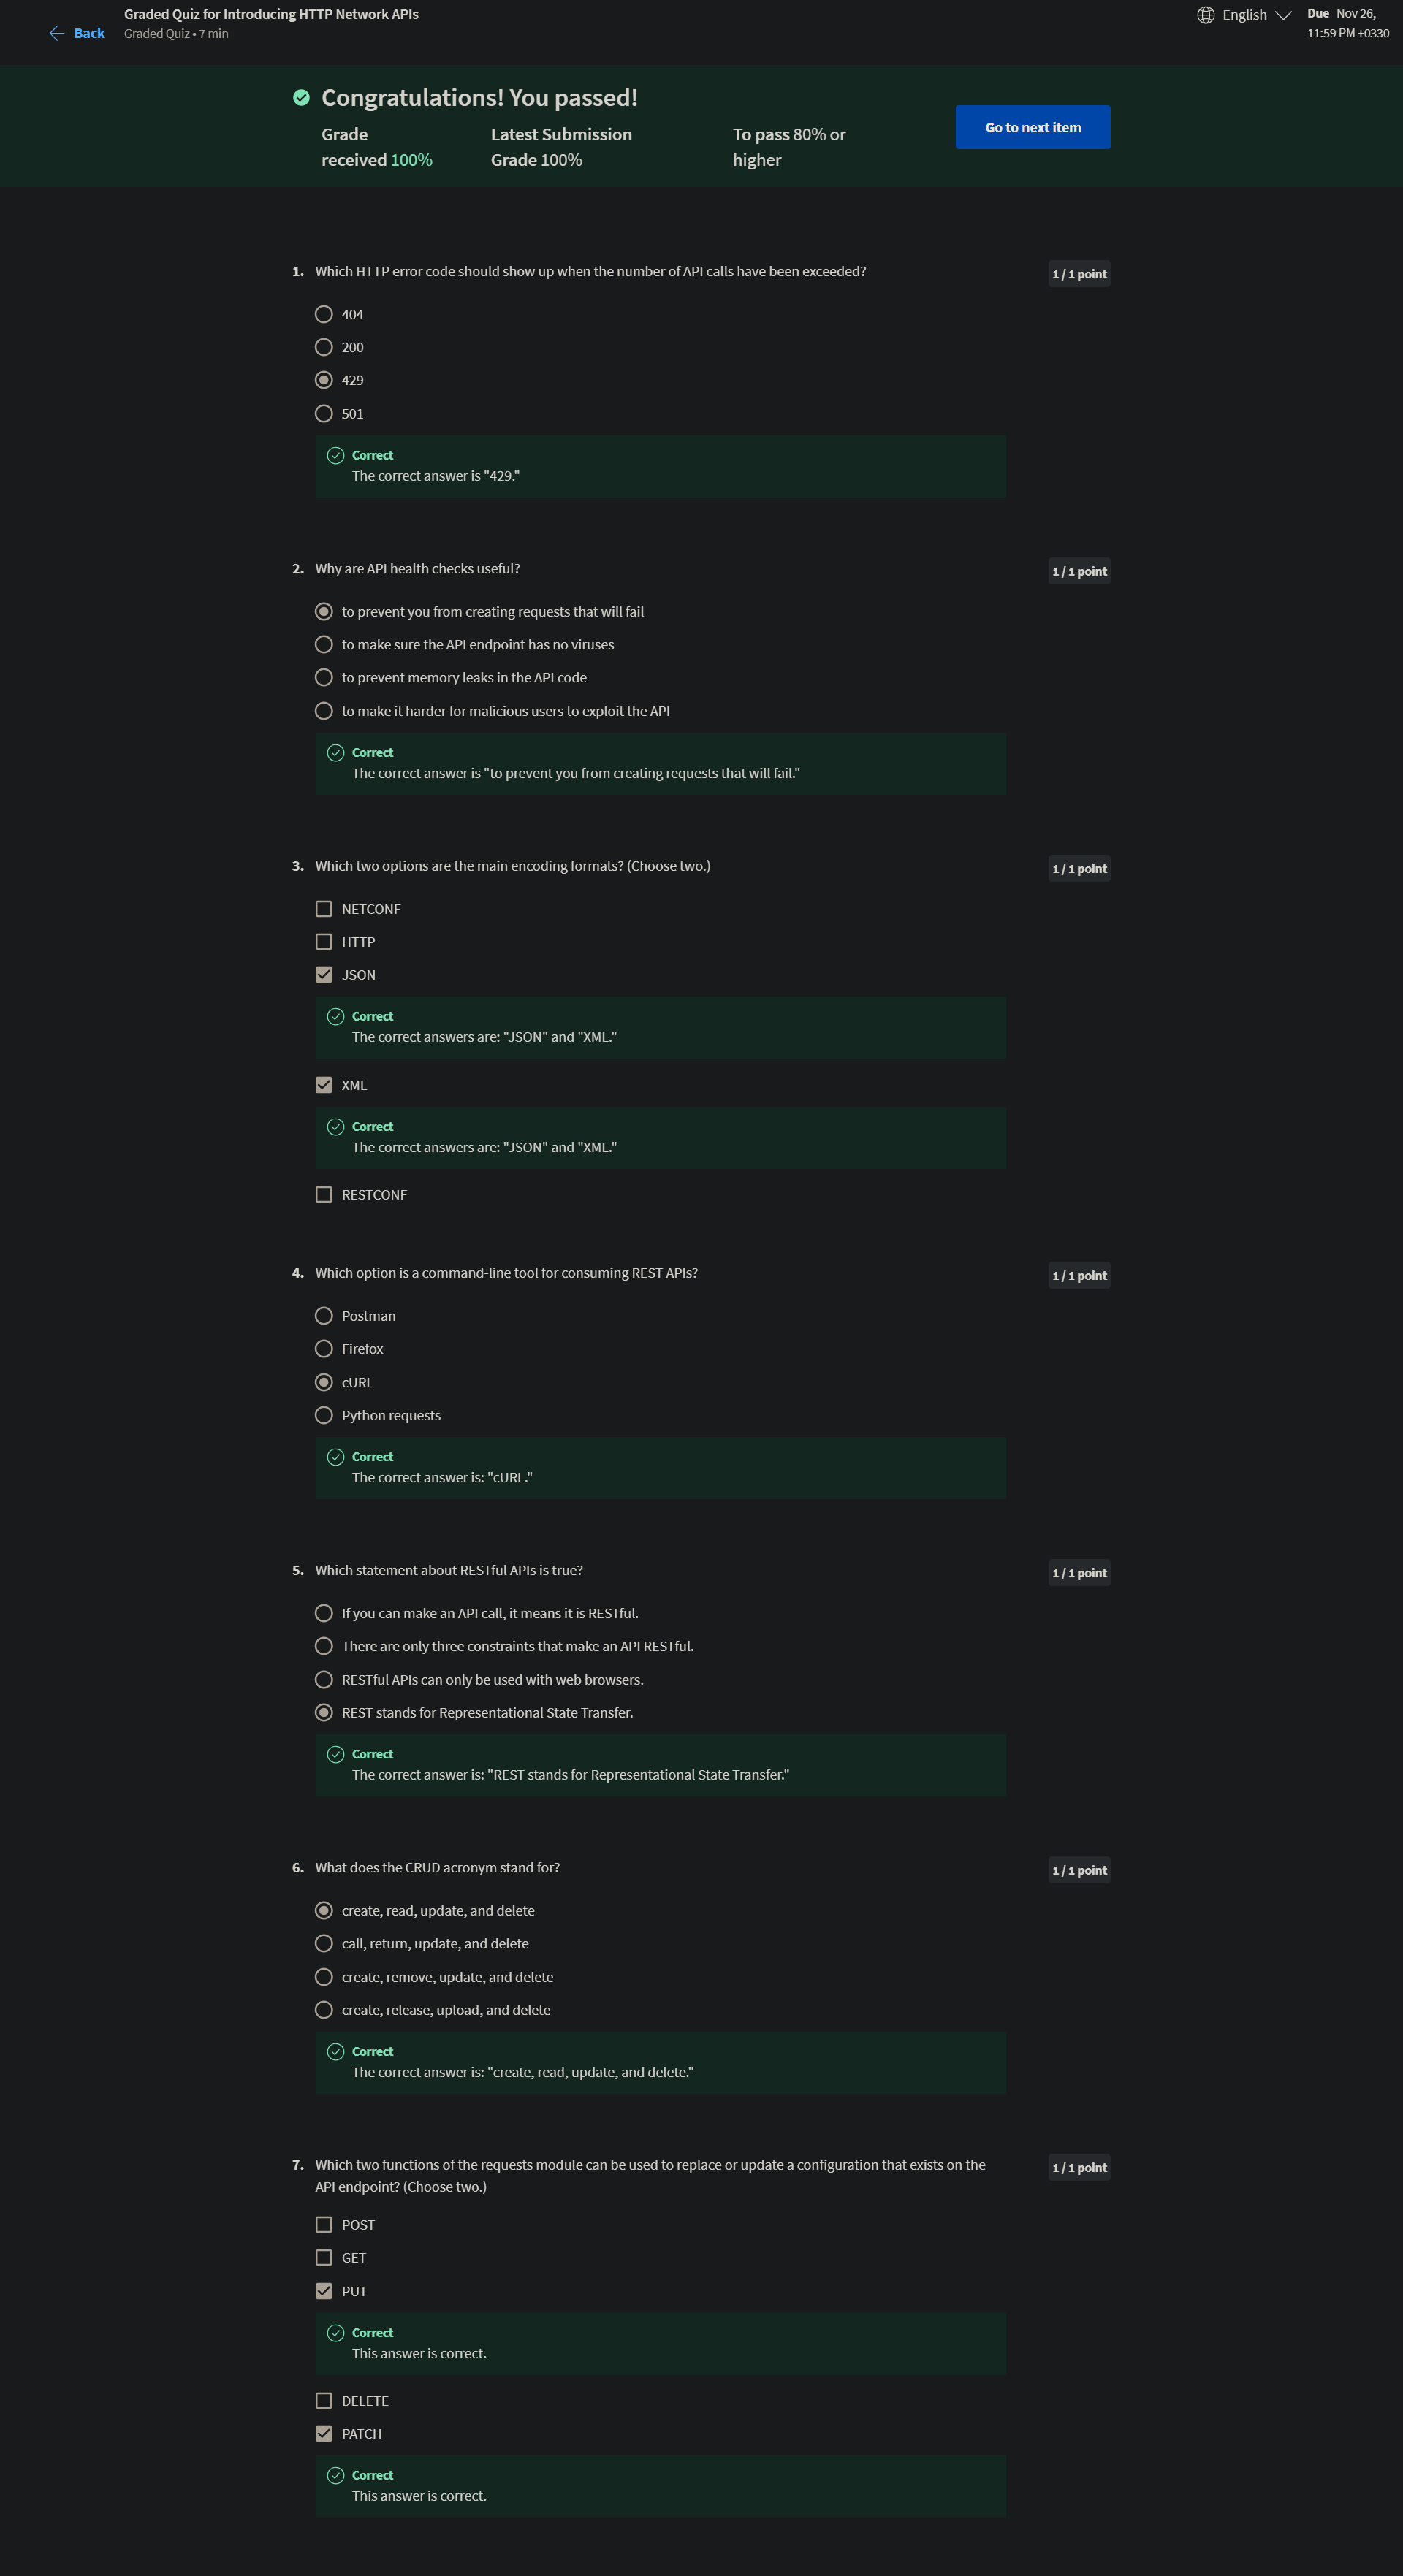 Back
Graded Quiz for Introducing HTTP Network APIs
Graded Quiz • 7 min
English
Due Nov 26,
11:59 PM +0330
Congratulations! You passed!
Grade
received 100%
Latest Submission
Grade 100%
To pass 80% or
higher
Go to next item
1. Which HTTP error code should show up when the number of API calls have been exceeded?
1 / 1 point
404
200
429
501
Correct
The correct answer is "429."
2. Why are API health checks useful?
1 / 1 point
to prevent you from creating requests that will fail
to make sure the API endpoint has no viruses
to prevent memory leaks in the API code
to make it harder for malicious users to exploit the API
Correct
The correct answer is "to prevent you from creating requests that will fail."
3. Which two options are the main encoding formats? (Choose two.)
1 / 1 point
NETCONF
HTTP
JSON
Correct
The correct answers are: "JSON" and "XML."
XML
Correct
The correct answers are: "JSON" and "XML."
RESTCONF
4. Which option is a command-line tool for consuming REST APIs?
1 / 1 point
Postman
Firefox
cURL
Python requests
Correct
The correct answer is: "cURL."
5. Which statement about RESTful APIs is true?
1 / 1 point
If you can make an API call, it means it is RESTful.
There are only three constraints that make an API RESTful.
RESTful APIs can only be used with web browsers.
REST stands for Representational State Transfer.
Correct
The correct answer is: "REST stands for Representational State Transfer."
6. What does the CRUD acronym stand for?
1 / 1 point
create, read, update, and delete
call, return, update, and delete
create, remove, update, and delete
create, release, upload, and delete
Correct
The correct answer is: "create, read, update, and delete."
7. Which two functions of the requests module can be used to replace or update a configuration that exists on the
API endpoint? (Choose two.)
1 / 1 point
POST
GET
PUT
Correct
This answer is correct.
DELETE
PATCH
Correct
This answer is correct.